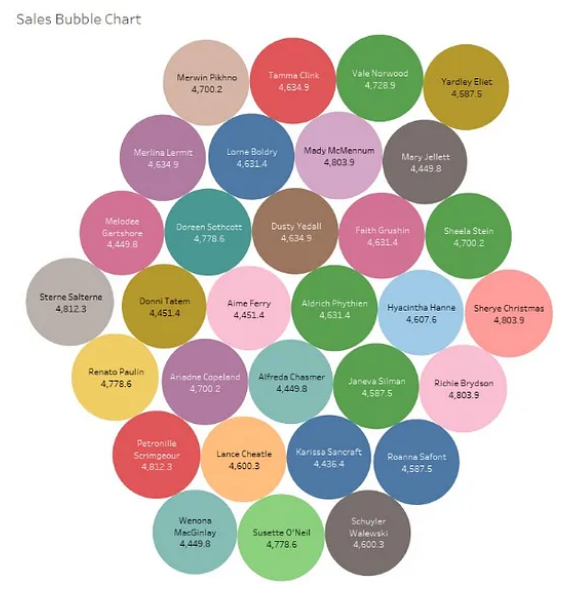 Sales Bubble Chart
Merwin Pikhno
4,700.2
Tamma Clink
4,634.9
Vale Norwood
4,728.9
Yardley Eliet
4,587.5
Merlina Lermit
4,634.9
Lorne Boldry
4,631.4
Mady McMennum
4,803.9
Mary Jellett
4,449.8
Melodee
Gertshore
4,449.8
Doreen Sothcott
4,778.6
Dusty Yedall
4,634.9
Faith Grushin
4,631.4
Sheela Stein
4,700.2
Sterne Salterne
4,812.3
Donni Tatem
4,451.4
Aime Ferry
4,451.4
Aldrich Phythien
4,631.4
Hyacintha Hanne
4,607.6
Sherye Christmas
4,803.9
Renato Paulin
4,778.6
Ariadne Copeland
4,700.2
Alfreda Chasmer
4,449.8
Janeva Silman
4,587.5
Richie Brydson
4,803.9
Petronille
Scrimgeour
4,812.3
Lance Cheatle
4,600.3
Karissa Sancraft
4,436.4
Roanna Safont
4,587.5
Wenona
MacGinlay
4,449.8
Susette O'Neil
4,778.6
Schuyler
Walewski
4,600.3